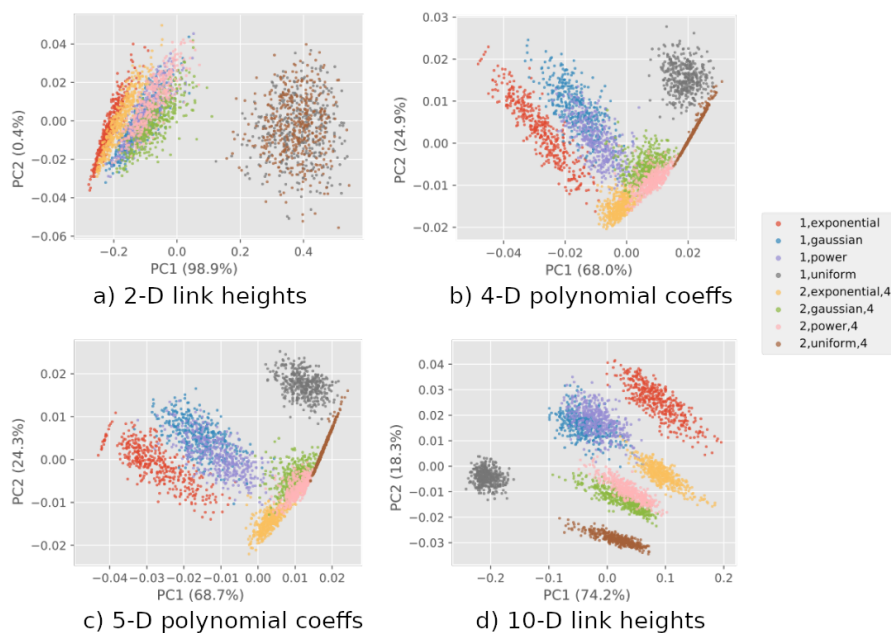 0.04
0.02
0.00
−0.02
−0.04
−0.06
PC2 (0.4%)
−0.2 0.0 0.2 0.4
PC1 (98.9%)
a) 2-D link heights
0.03
0.02
0.01
0.00
−0.01
−0.02
PC2 (24.9%)
−0.04 −0.02 0.00 0.02
PC1 (68.0%)
b) 4-D polynomial coeffs
1,exponential
1,gaussian
1,power
1,uniform
2,exponential,4
2,gaussian,4
2,power,4
2,uniform,4
0.02
0.01
0.00
−0.01
−0.02
PC2 (24.3%)
−0.04 −0.03 −0.02 −0.01 0.00 0.01 0.02
PC1 (68.7%)
c) 5-D polynomial coeffs
0.04
0.03
0.02
0.01
0.00
−0.01
−0.02
−0.03
PC2 (18.3%)
−0.2 −0.1 0.0 0.1 0.2
PC1 (74.2%)
d) 10-D link heights